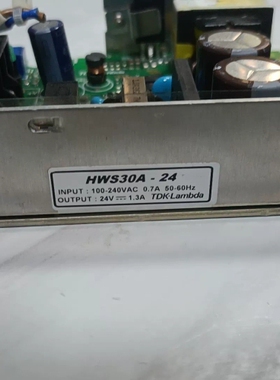 HWS30A - 24
INPUT : 100-240VAC 0.7A 50-60Hz
OUTPUT : 24V ⎓ 1.3A TDK-Lambda